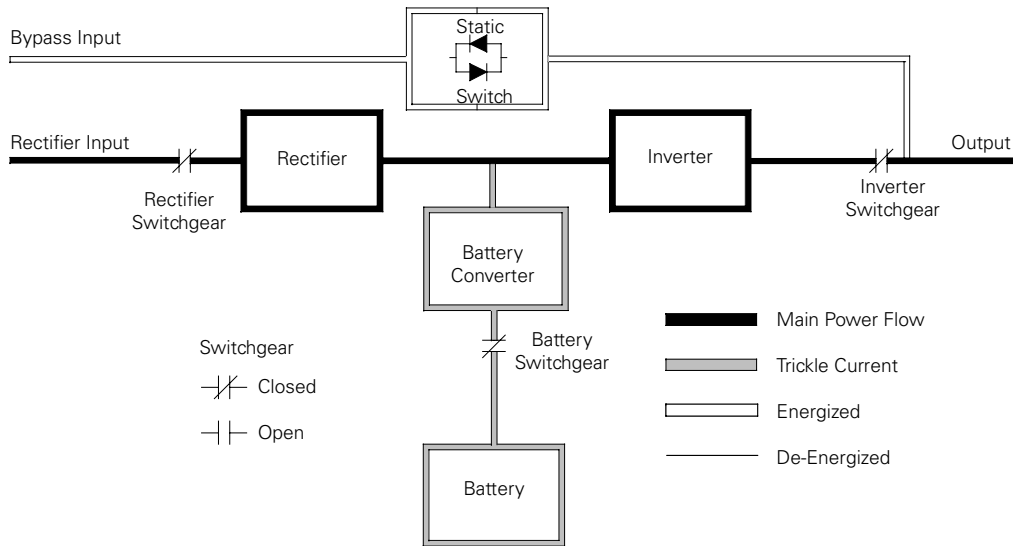 Bypass Input
Static
Switch
Rectifier Input
Rectifier
Inverter
Output
Rectifier
Switchgear
Inverter
Switchgear
Battery
Converter
Main Power Flow
Switchgear
Battery
Switchgear
Trickle Current
Closed
Energized
Open
De-Energized
Battery